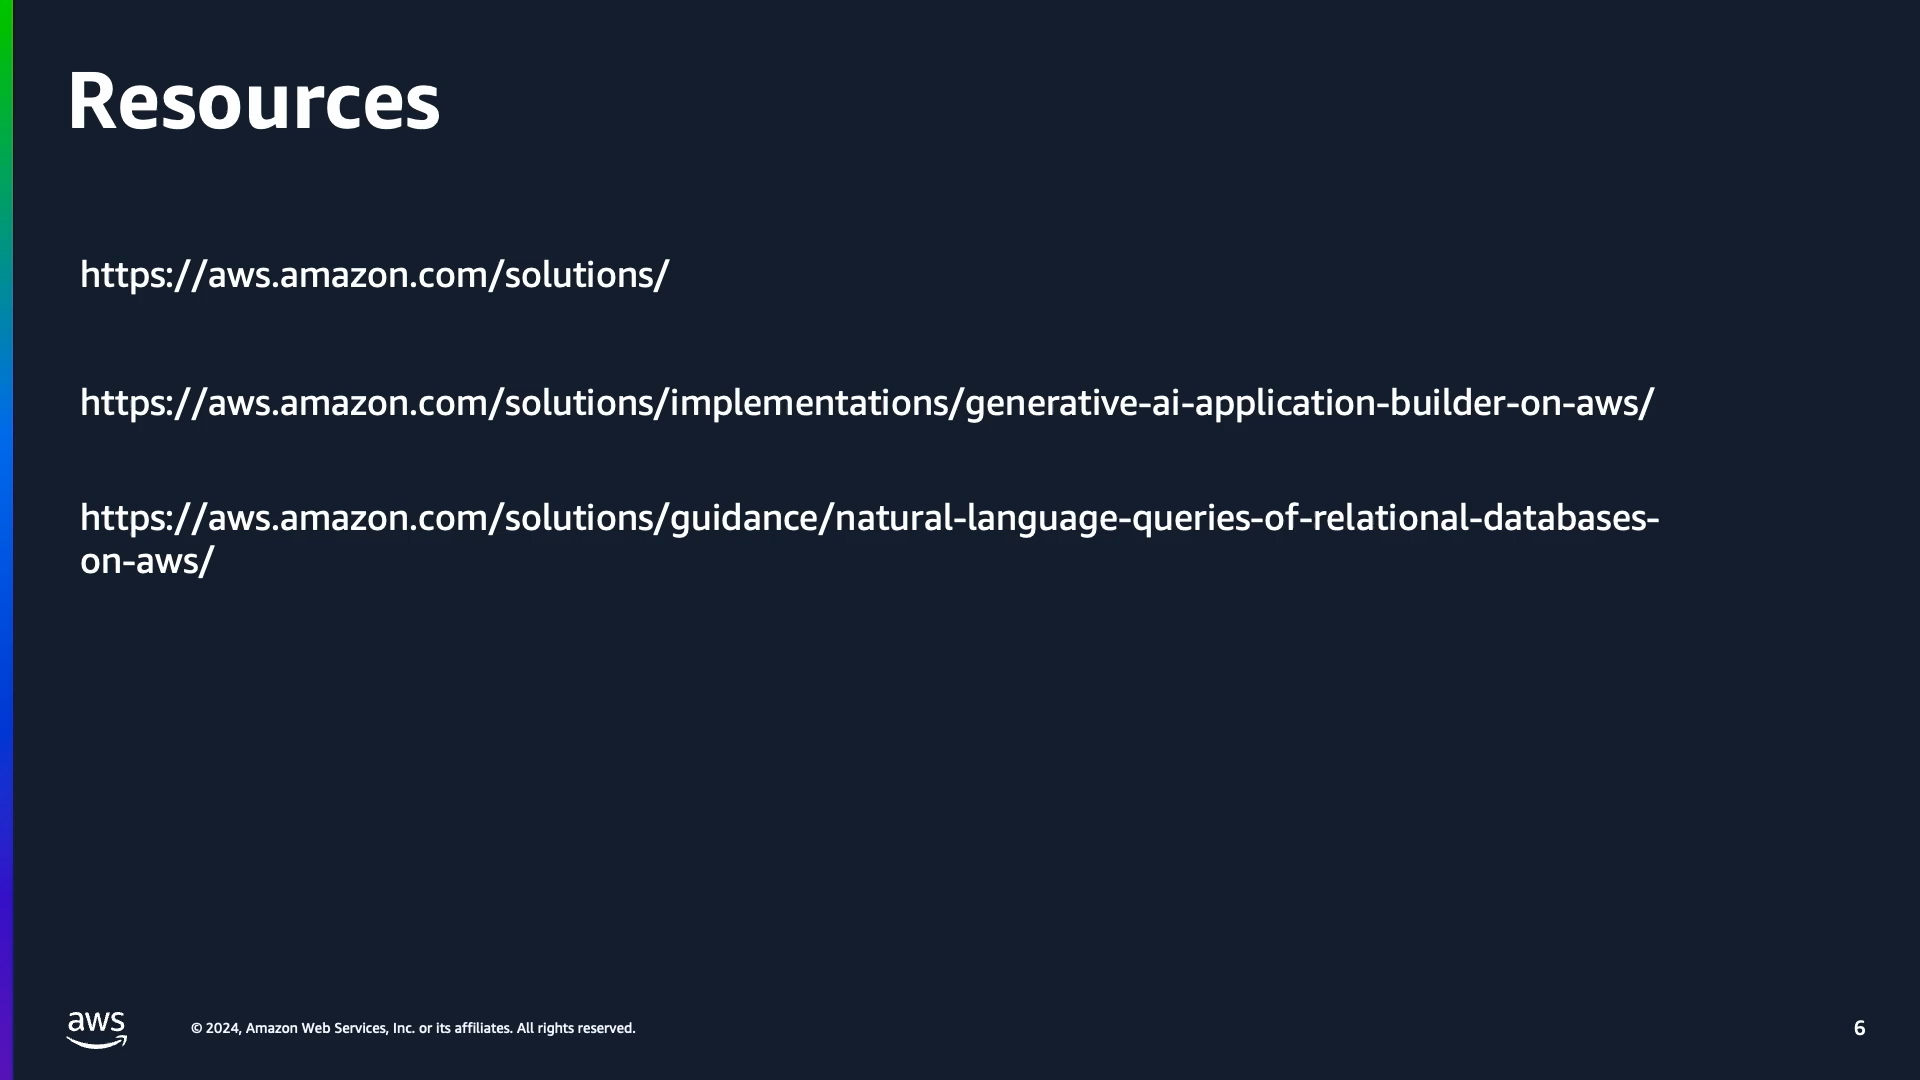 Resources
https://aws.amazon.com/solutions/
https://aws.amazon.com/solutions/implementations/generative-ai-application-builder-on-aws/
https://aws.amazon.com/solutions/guidance/natural-language-queries-of-relational-databases-
on-aws/
aws
© 2024, Amazon Web Services, Inc. or its affiliates. All rights reserved.
6